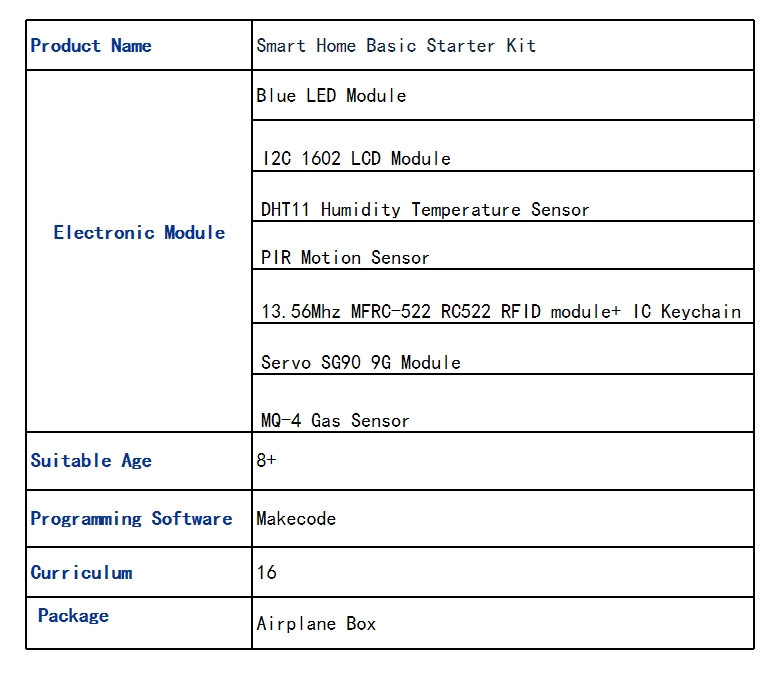 Product Name
Smart Home Basic Starter Kit
Electronic Module
Blue LED Module
I2C 1602 LCD Module
DHT11 Humidity Temperature Sensor
PIR Motion Sensor
13.56Mhz MFRC-522 RC522 RFID module+ IC Keychain
Servo SG90 9G Module
MQ-4 Gas Sensor
Suitable Age
8+
Programming Software
Makecode
Curriculum
16
Package
Airplane Box